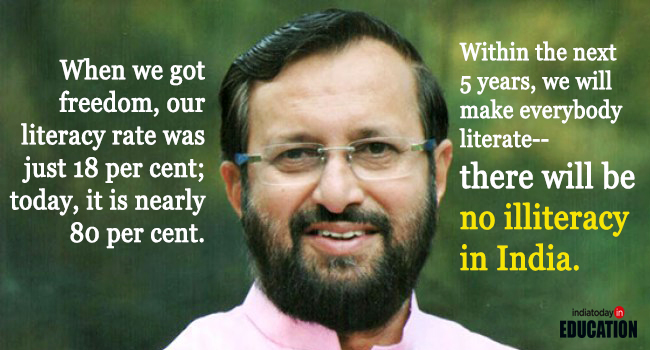 When we got
freedom, our
literacy rate was
just 18 per cent;
today, it is nearly
80 per cent.
Within the next
5 years, we will
make everybody
literate--
there will be
no illiteracy
in India.
indiatoday in
EDUCATION